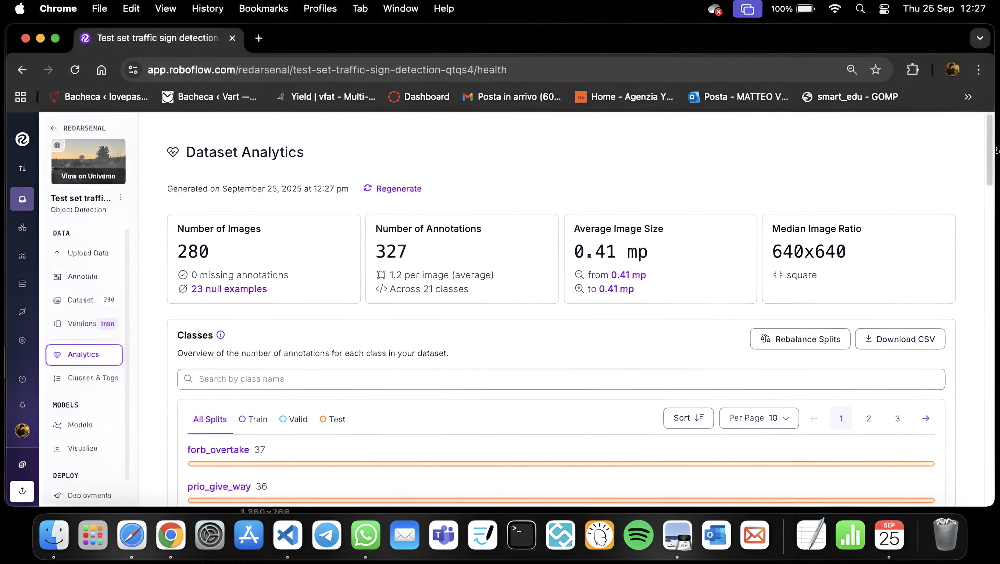 Chrome File Edit View History Bookmarks Profiles Tab Window Help 100% Thu 25 Sep 12:27
Test set traffic sign detection
app.roboflow.com/redarsenal/test-set-traffic-sign-detection-qtqs4/health
Bacheca ‹ lovepas... Bacheca ‹ Vart —... Yield | vfat - Multi-... Dashboard Posta in arrivo (60... Home - Agenzia Y... Posta - MATTEO V... smart_edu - GOMP
REDARSENAL
View on Universe
Test set traffi...
Object Detection
DATA
Upload Data
Annotate
Dataset 280
Versions Train
Analytics
Classes & Tags
MODELS
Models
Visualize
DEPLOY
Deployments
Dataset Analytics
Generated on September 25, 2025 at 12:27 pm Regenerate
Number of Images
280
0 missing annotations
23 null examples
Number of Annotations
327
1.2 per image (average)
</> Across 21 classes
Average Image Size
0.41 mp
from 0.41 mp
to 0.41 mp
Median Image Ratio
640x640
square
Classes
Rebalance Splits Download CSV
Overview of the number of annotations for each class in your dataset.
Search by class name
All Splits Train Valid Test Sort Per Page 10 1 2 3
forb_overtake 37
prio_give_way 36
1.360×768
SEP
25